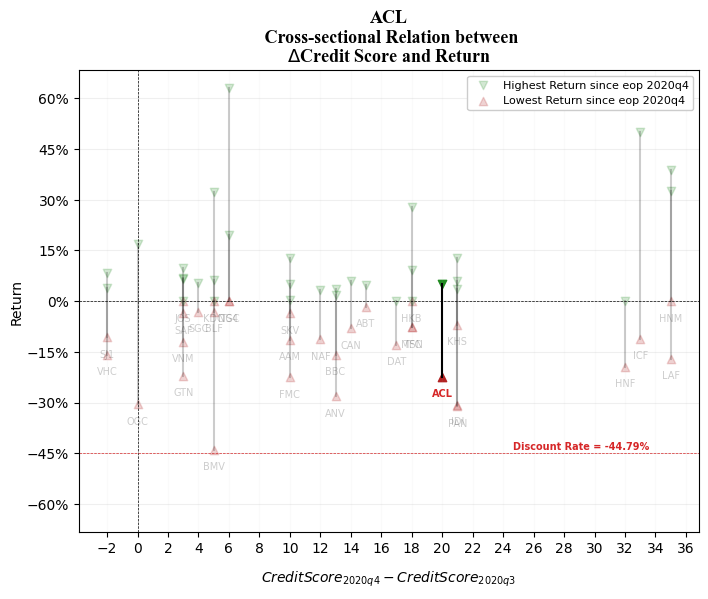 ACL
Cross-sectional Relation between
ΔCredit Score and Return
Highest Return since eop 2020q4
Lowest Return since eop 2020q4
Return
60%
45%
30%
15%
0%
−15%
−30%
−45%
−60%
SAF
SGC
BLF
HKB
HNM
ABT
SKV
KHS
CAN
VNM
AAM
NAF
DAT
ICF
VHC
BBC
GTN
FMC
ACL
HNF
LAF
OGC
ANV
PAN
BMV
Discount Rate = -44.79%
−2 0 2 4 6 8 10 12 14 16 18 20 22 24 26 28 30 32 34 36
CreditScore2020q4 − CreditScore2020q3